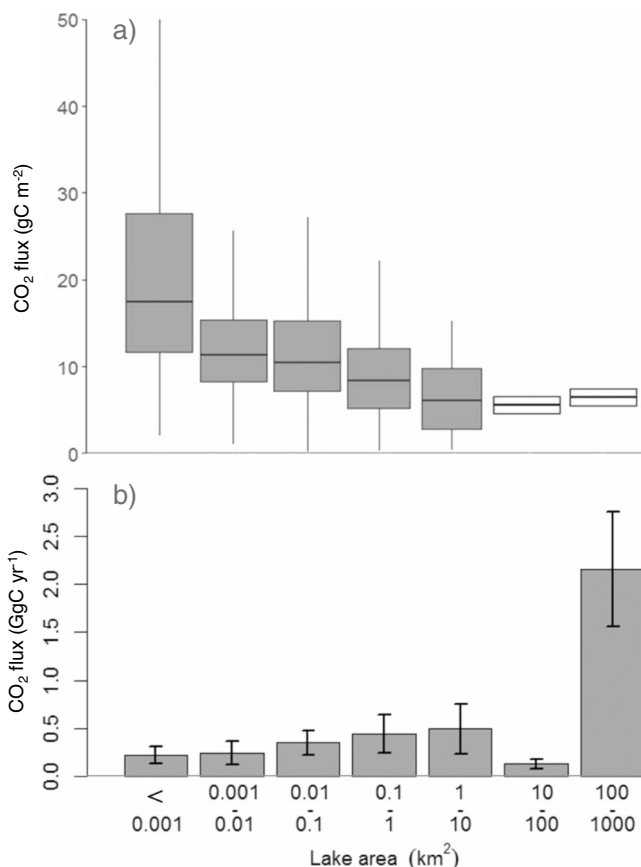 a)
50
40
30
20
10
0
CO₂ flux (gC m⁻²)
b)
3.0
2.5
2.0
1.5
1.0
0.5
0.0
CO₂ flux (GgC yr⁻¹)
< 0.001
0.001 - 0.01
0.01 - 0.1
0.1 - 1
1 - 10
10 - 100
100 - 1000
Lake area (km²)